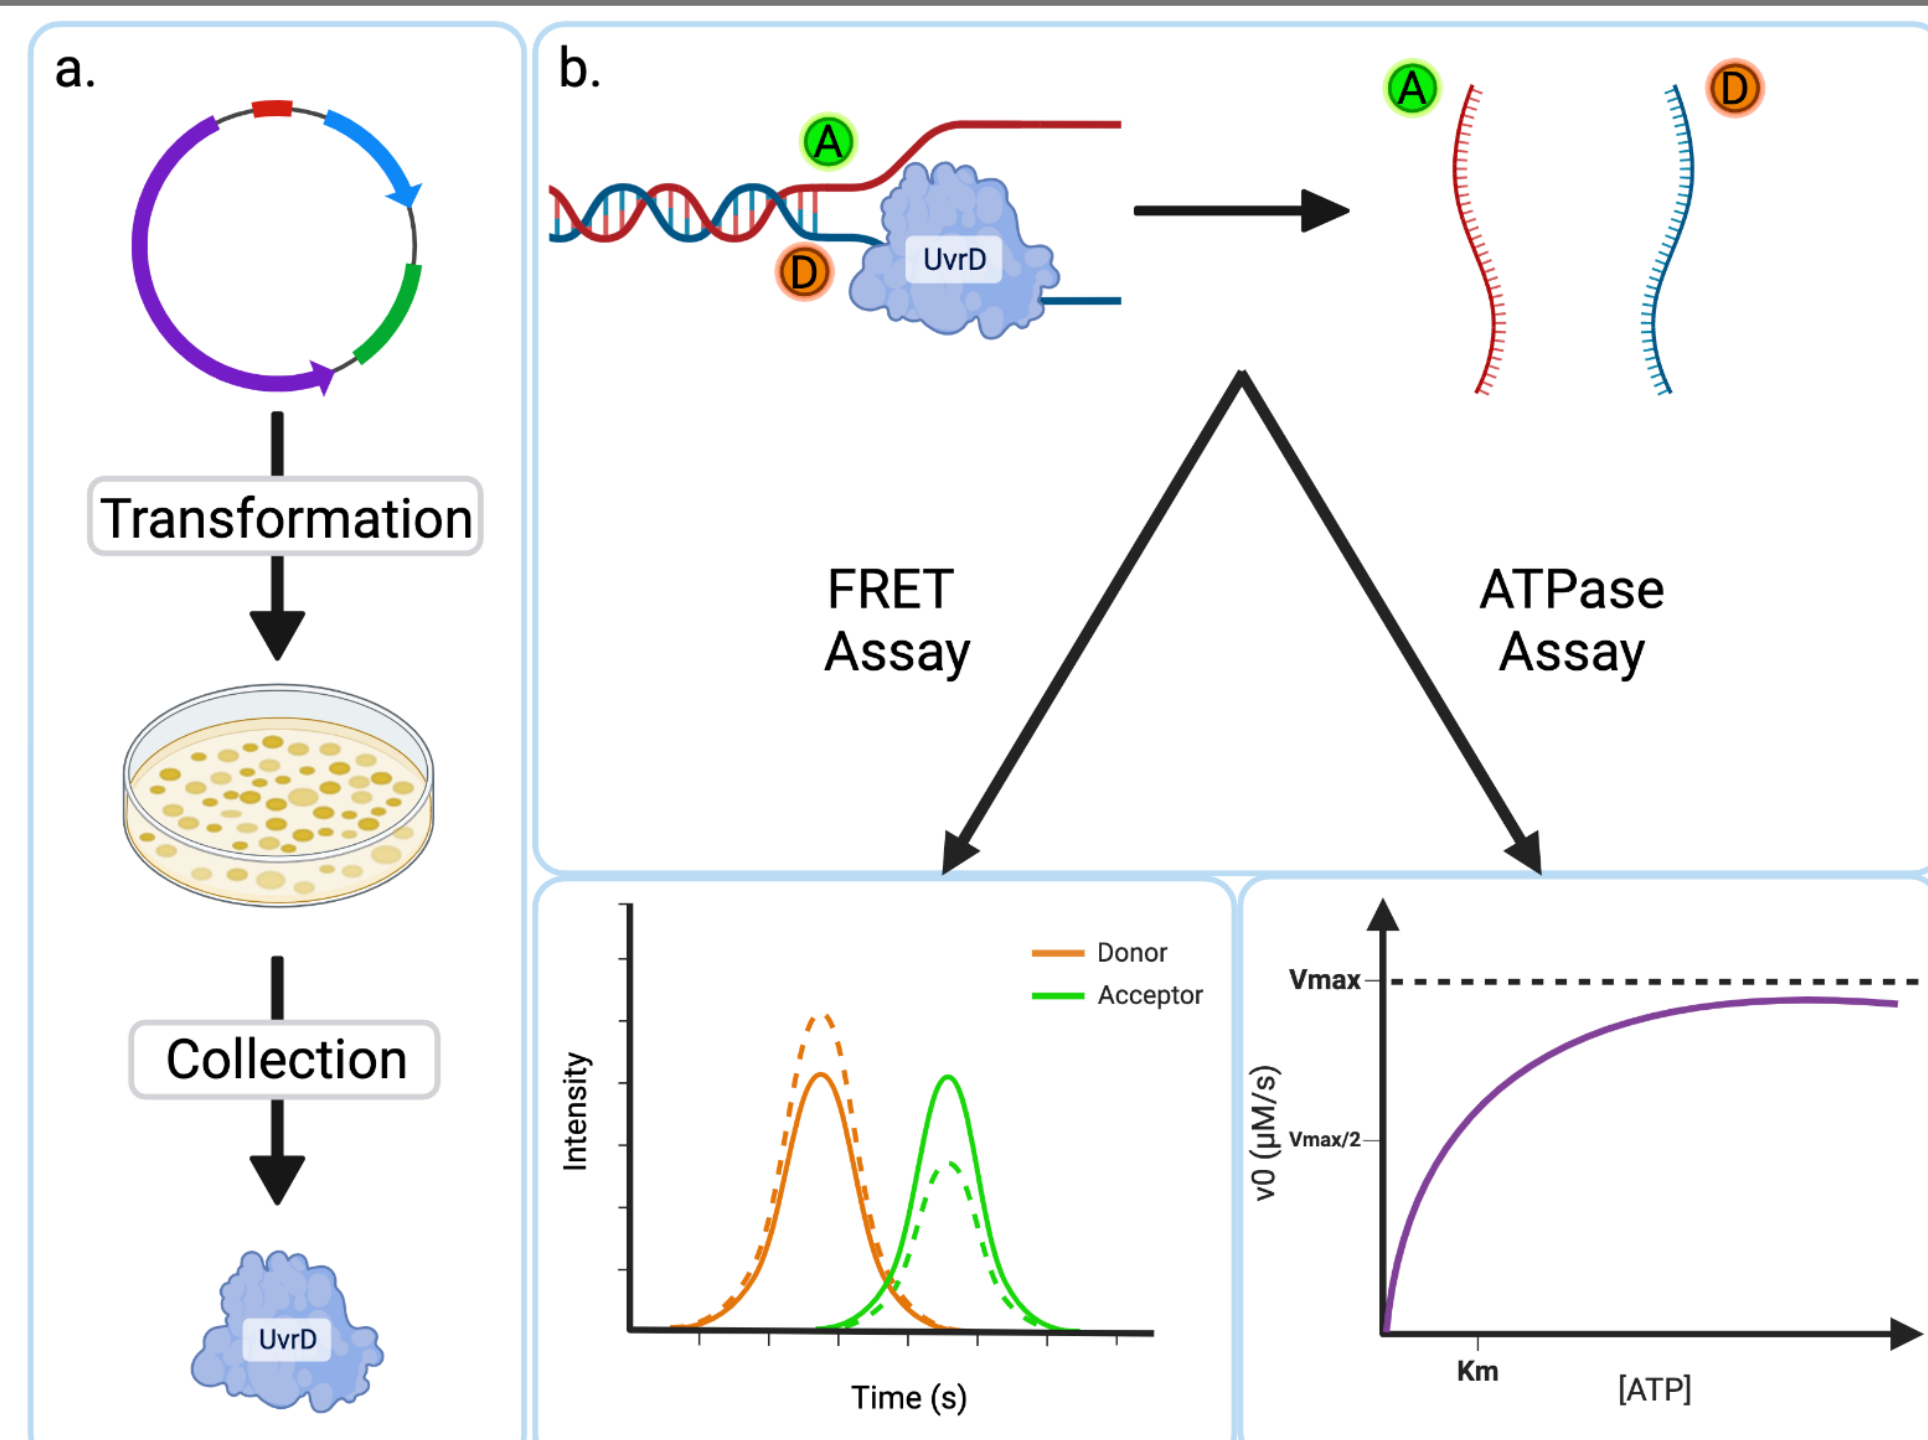 a.
Transformation
Collection
UvrD
b.
A
D
UvrD
A
D
FRET
Assay
ATPase
Assay
Donor
Acceptor
Intensity
Time (s)
Vmax
Vmax/2
v0 (µM/s)
Km
[ATP]